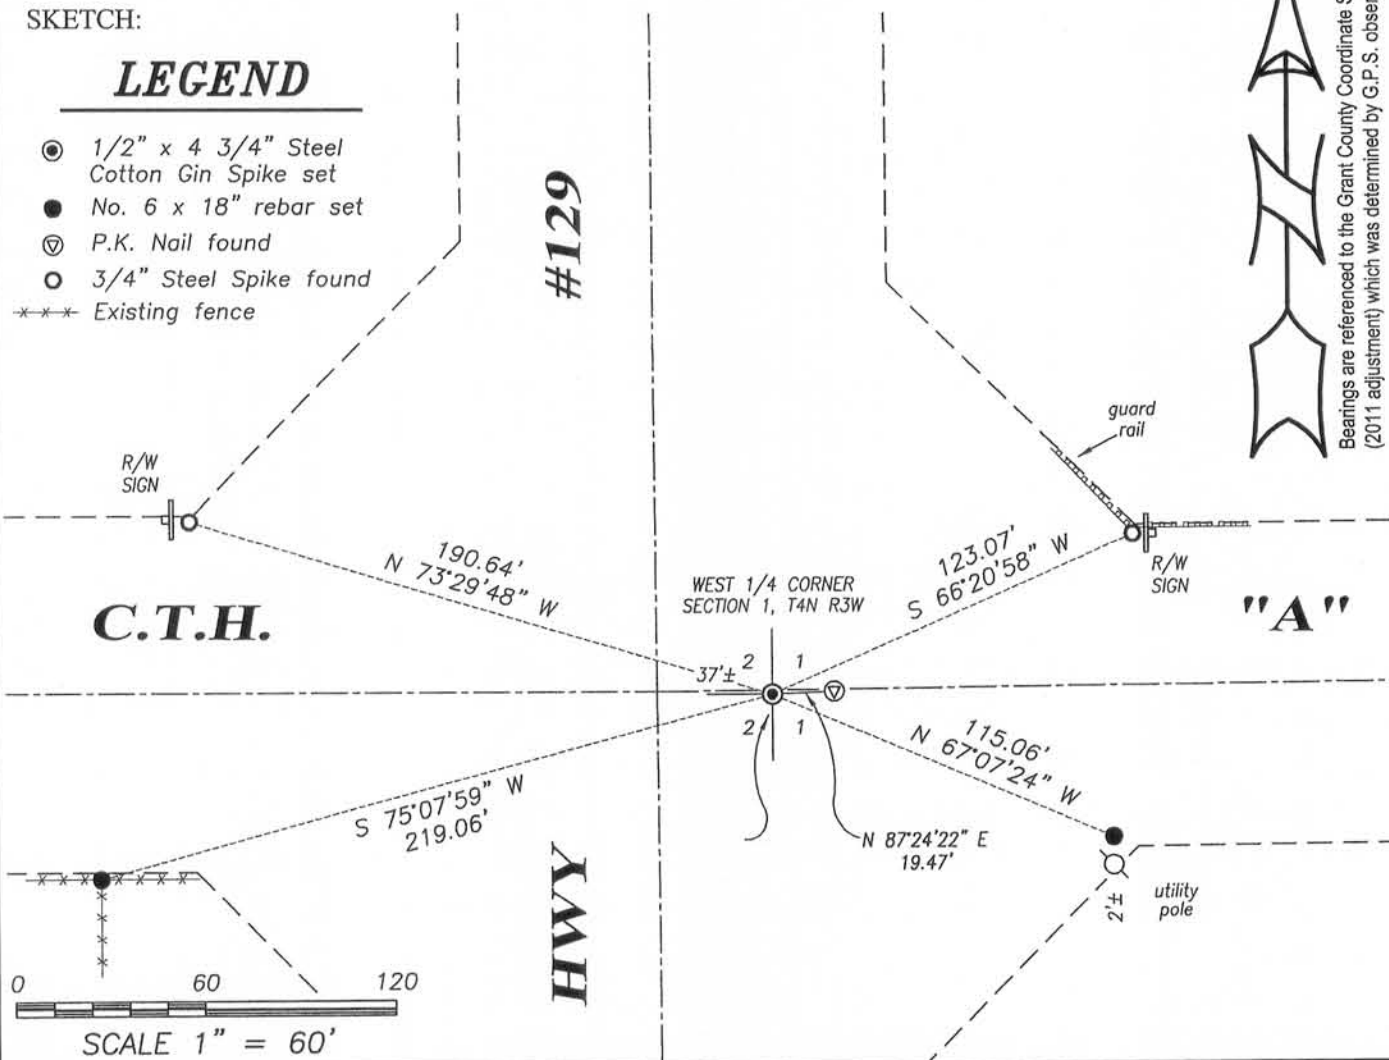 SKETCH:
LEGEND
1/2" x 4 3/4" Steel
Cotton Gin Spike set
No. 6 x 18" rebar set
P.K. Nail found
3/4" Steel Spike found
x x x Existing fence
#129
N
Bearings are referenced to the Grant County Coordinate
(2011 adjustment) which was determined by G.P.S.
guard
rail
R/W
SIGN
190.64'
N 73°29'48" W
C.T.H.
WEST 1/4 CORNER
SECTION 1, T4N R3W
123.07'
S 66°20'58" W
R/W
SIGN
"A"
37'±
2 1
2 1
S 75°07'59" W
219.06'
115.06'
N 67°07'24" W
N 87°24'22" E
19.47'
HWY
2'±
utility
pole
x x x x x x x
x
x
x
x
0 60 120
SCALE 1" = 60'